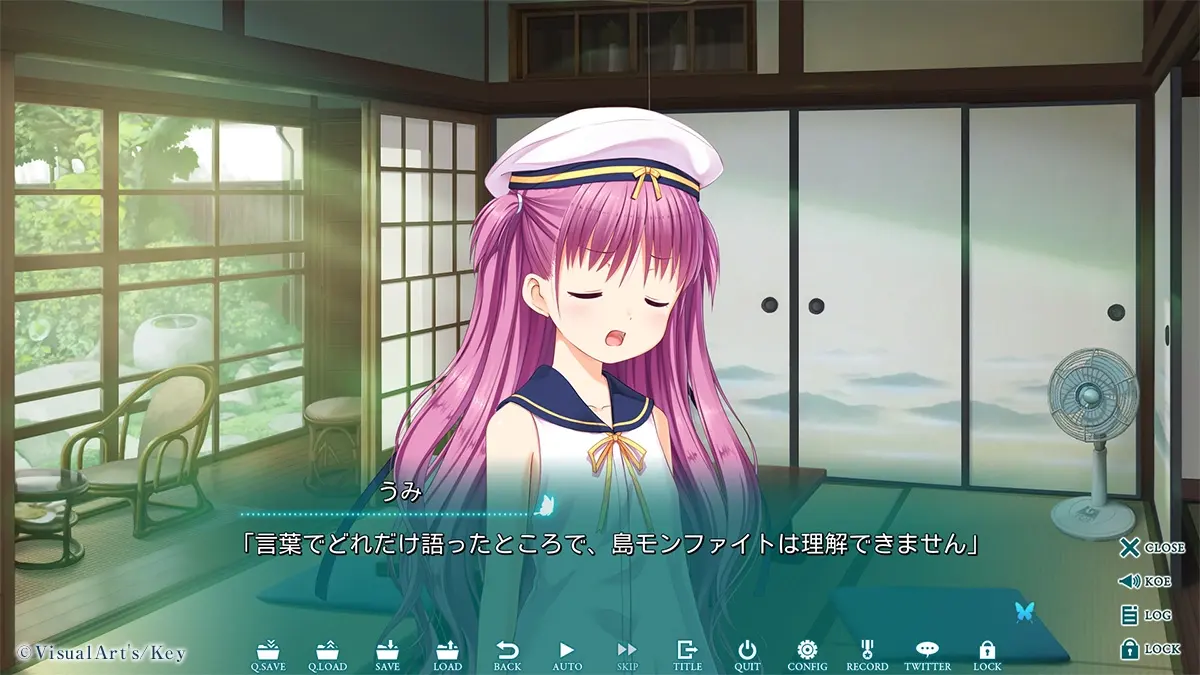 うみ
「言葉でどれだけ語ったところで、島モンファイトは理解できません」
CLOSE
KOE
LOG
LOCK
©VisualArt's/Key
Q.SAVE Q.LOAD SAVE LOAD BACK AUTO SKIP TITLE QUIT CONFIG RECORD TWITTER LOCK